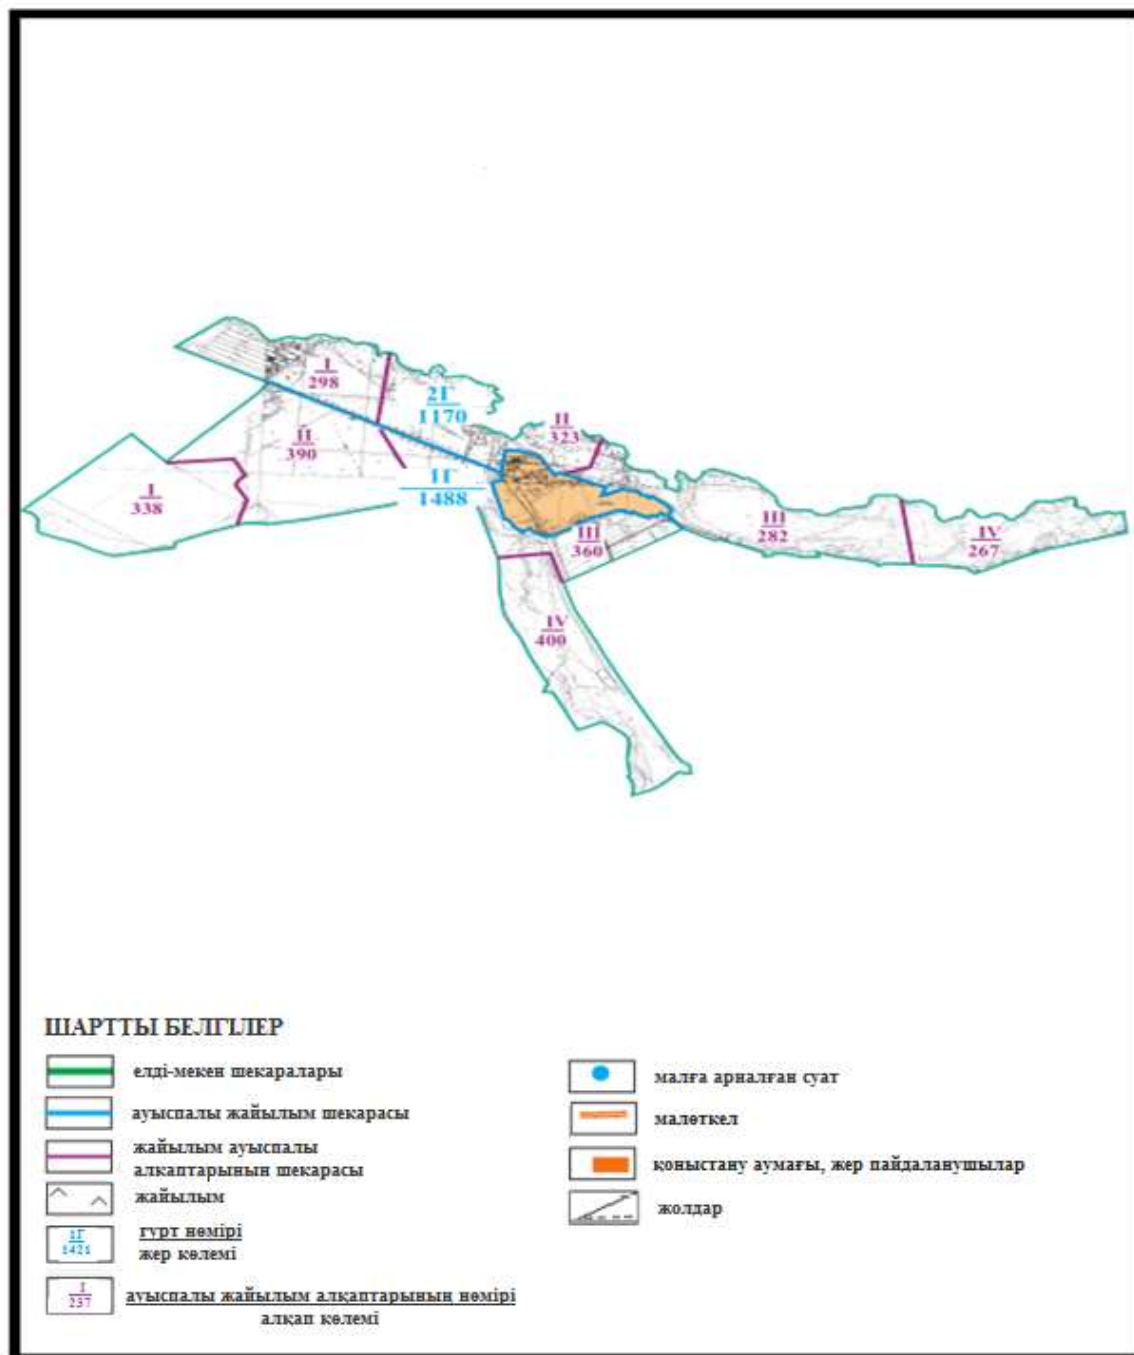 I
298
2Г
1170
II
323
II
390
1Г
1488
I
338
III
360
III
282
IV
267
IV
400
ШАРТТЫ БЕЛГІЛЕР
елді-мекен шекаралары
ауыспалы жайылым шекарасы
жайылым ауыспалы
алқаптарының шекарасы
жайылым
1Г
1421
гурт нөмірі
жер көлемі
I
237
ауыспалы жайылым алқаптарының нөмірі
алқап көлемі
малға арналған суат
малөткел
қоныстану аумағы, жер пайдаланушылар
жолдар